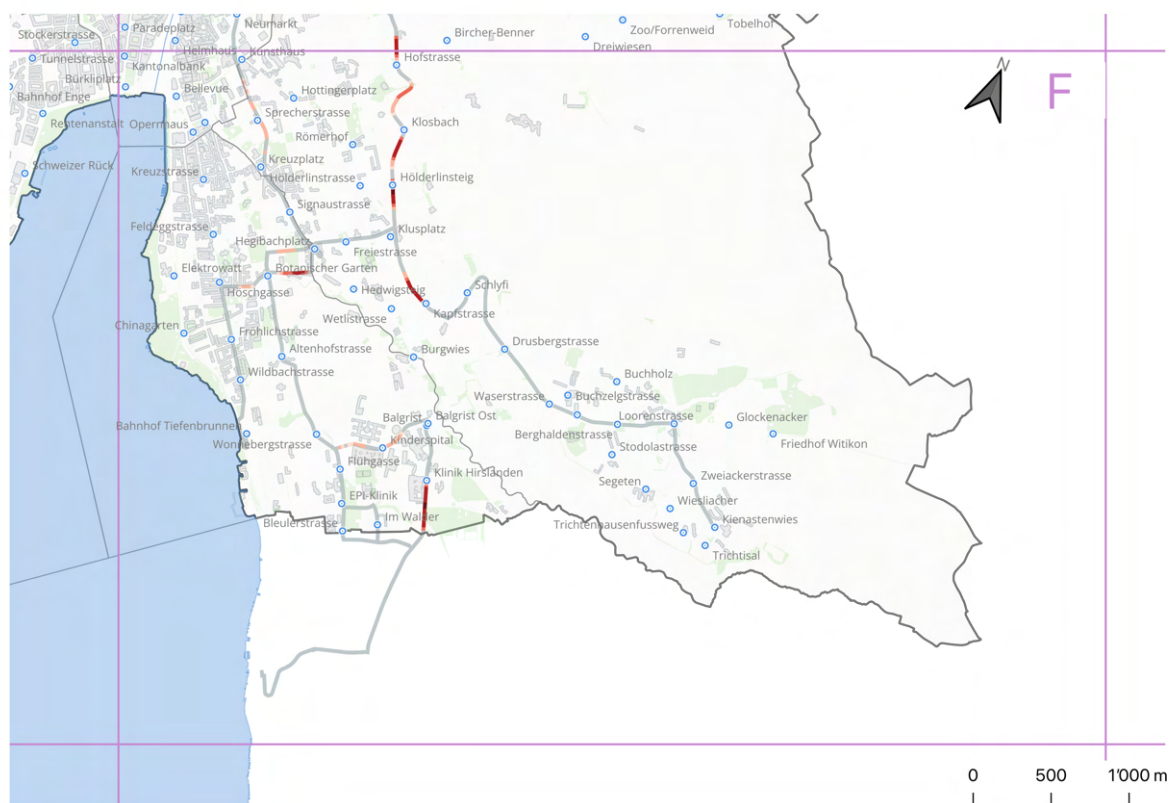 Stockerstrasse
Paradeplatz
Neumarkt
Zoo/Forrenweid
Tobelhof
Bircher-Benner
Dreiwiesen
Heimhaus
Kunsthaus
Hofstrasse
N
F
Tunnelstrasse
Kantonalbank
Bürkliplatz
Bellevue
Bahnhof Enge
Hottingerplatz
Sprecherstrasse
Rentenanstalt
Opernhaus
Klosbach
Römerhof
Schweizer Rück
Kreuzplatz
Kreuzstrasse
Hölderlinstrasse
Hölderlinsteig
Signaustrasse
Feldeggstrasse
Klusplatz
Hegibachplatz
Freiestrasse
Elektrowatt
Botanischer Garten
Höschgasse
Hedwigsteig
Schlyfi
Wetlistrasse
Kapfstrasse
Chinagarten
Fröhlichstrasse
Drusbergstrasse
Altenhofstrasse
Burgwies
Wildbachstrasse
Buchholz
Waserstrasse
Buchzelgstrasse
Bahnhof Tiefenbrunnen
Balgrist
Balgrist Ost
Loorenstrasse
Glockenacker
Wonnebergstrasse
Kinderspital
Berghaldenstrasse
Friedhof Witikon
Stodolastrasse
Flühgasse
Klinik Hirslanden
Zweiackerstrasse
Segeten
EPI-Klinik
Wiesliacher
Bleulerstrasse
Im Walder
Trichtenhausenfussweg
Kienastenwies
Trichtisal
0 500 1'000 m